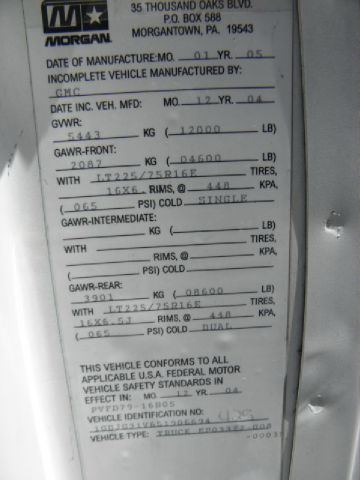 MORGAN
35 THOUSAND OAKS BLVD.
P.O. BOX 588
MORGANTOWN, PA. 19543
DATE OF MANUFACTURE: MO. 01 YR. 05
INCOMPLETE VEHICLE MANUFACTURED BY:
GMC
DATE INC. VEH. MFD: MO. 12 YR. 04
GVWR:
5443 KG ( 12000 LB)
GAWR-FRONT:
2087 KG ( 04600 LB)
WITH LT225/75R16E TIRES,
16X6. RIMS, @ 448 KPA,
( 065 PSI) COLD SINGLE
GAWR-INTERMEDIATE:
KG ( LB)
WITH TIRES,
RIMS, @ KPA,
( PSI) COLD
GAWR-REAR:
3901 KG ( 08600 LB)
WITH LT225/75R16E TIRES,
16X6.5J RIMS, @ 448 KPA,
( 065 PSI) COLD DUAL
THIS VEHICLE CONFORMS TO ALL
APPLICABLE U.S.A. FEDERAL MOTOR
VEHICLE SAFETY STANDARDS IN
EFFECT IN: MO. 12 YR. 04
PVFD79-16B05
VEHICLE IDENTIFICATION NO:
VEHICLE TYPE: TRUCK